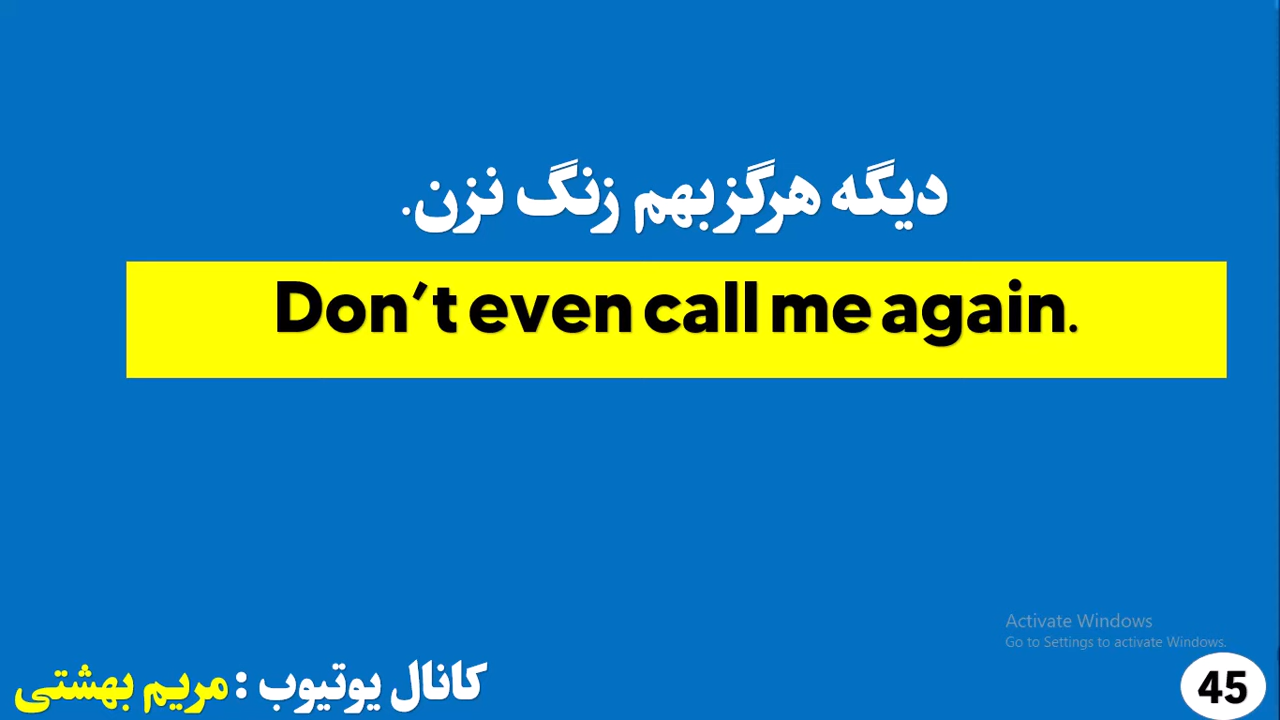 دیگه هرگز بهم زنگ نزن.
Don’t even call me again.
Activate Windows
Go to Settings to activate Windows.
کانال یوتیوب : مریم بهشتی
45